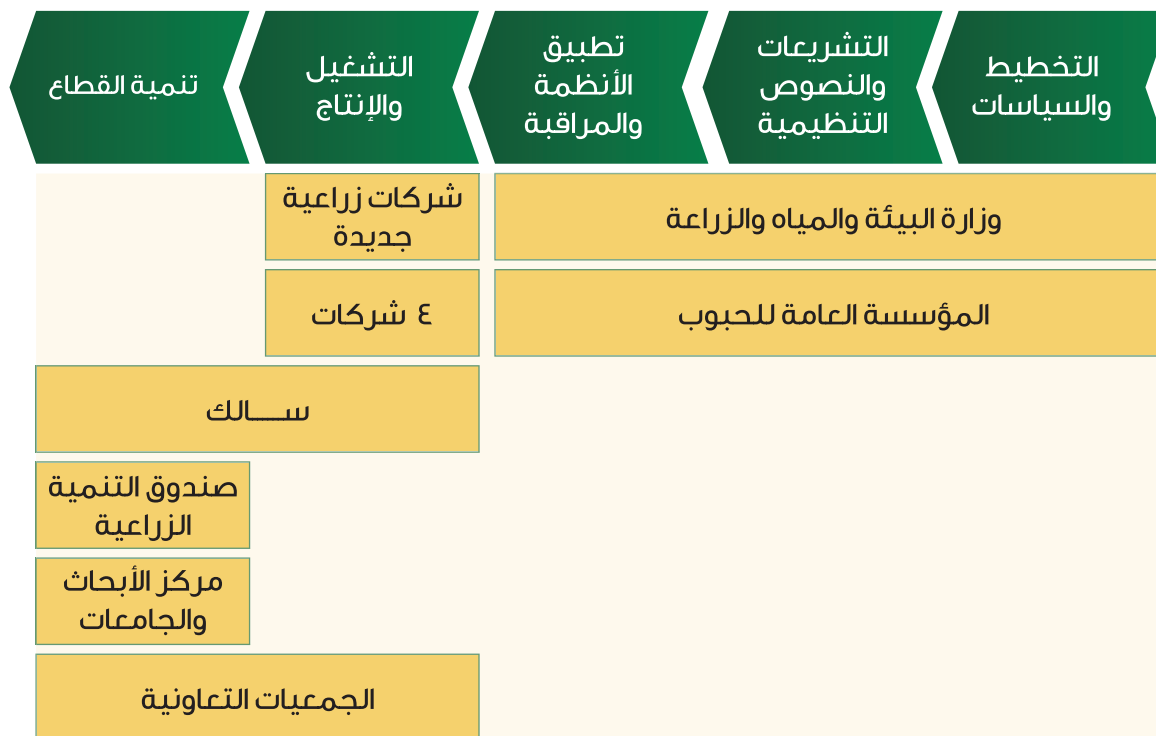 التخطيط
والسياسات
التشريعات
والنصوص
التنظيمية
تطبيق
الأنظمة
والمراقبة
التشغيل
والإنتاج
تنمية القطاع
وزارة البيئة والمياه والزراعة
شركات زراعية
جديدة
المؤسسة العامة للحبوب
٤ شركات
ســـالك
صندوق التنمية
الزراعية
مركز الأبحاث
والجامعات
الجمعيات التعاونية